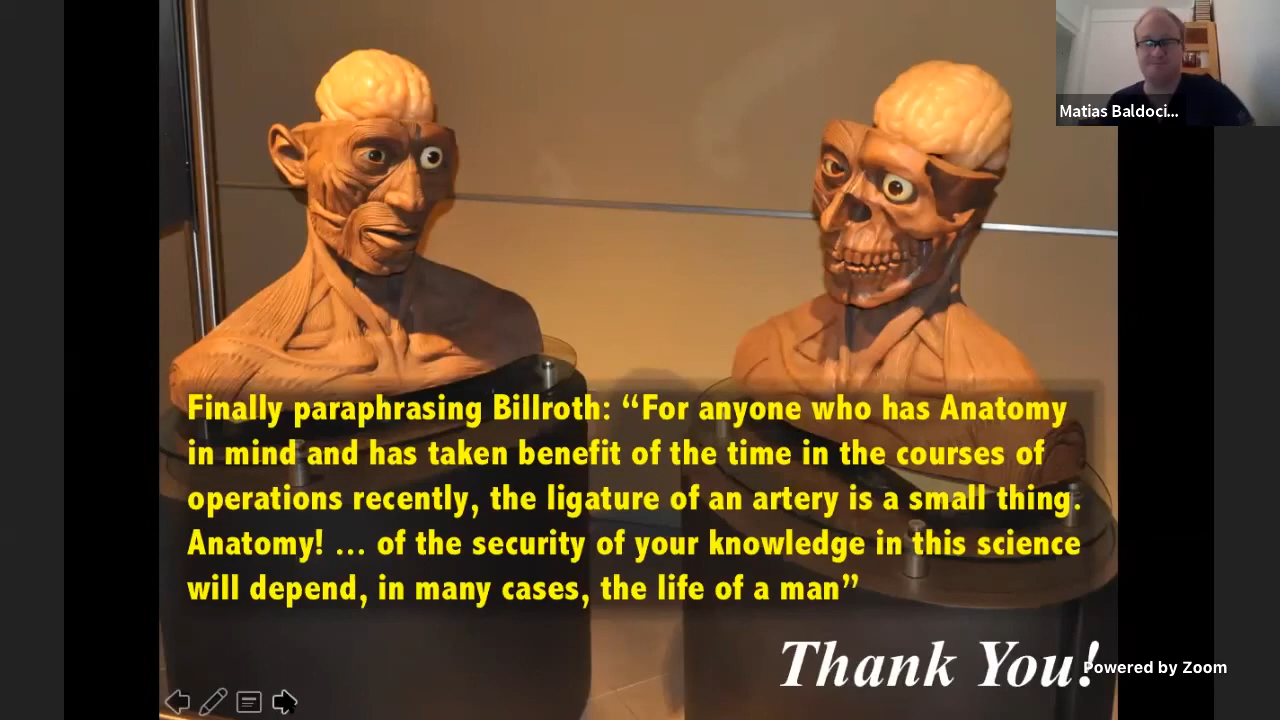 Matias Baldoci...
Finally paraphrasing Billroth: “For anyone who has Anatomy
in mind and has taken benefit of the time in the courses of
operations recently, the ligature of an artery is a small thing.
Anatomy! ... of the security of your knowledge in this science
will depend, in many cases, the life of a man”
Thank You!
Powered by Zoom